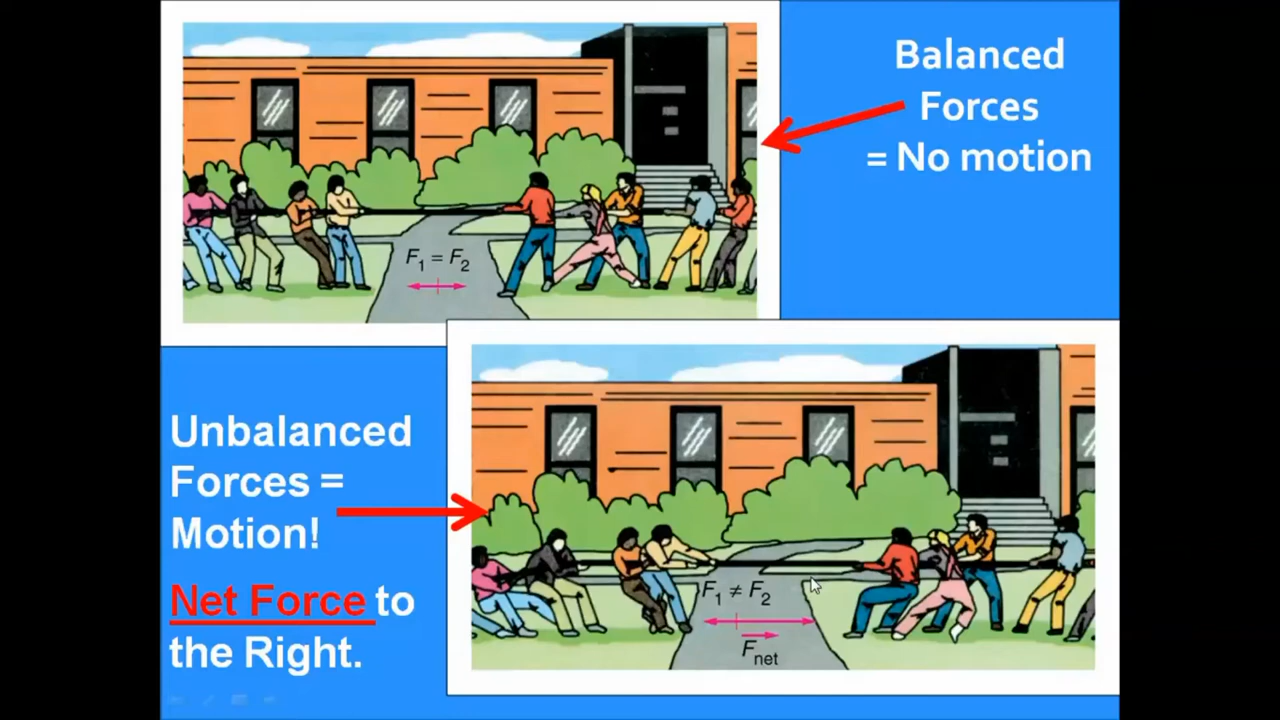 Balanced
Forces
= No motion
F₁ = F₂
Unbalanced
Forces =
Motion!
Net Force to
the Right.
F₁ ≠ F₂
Fnet